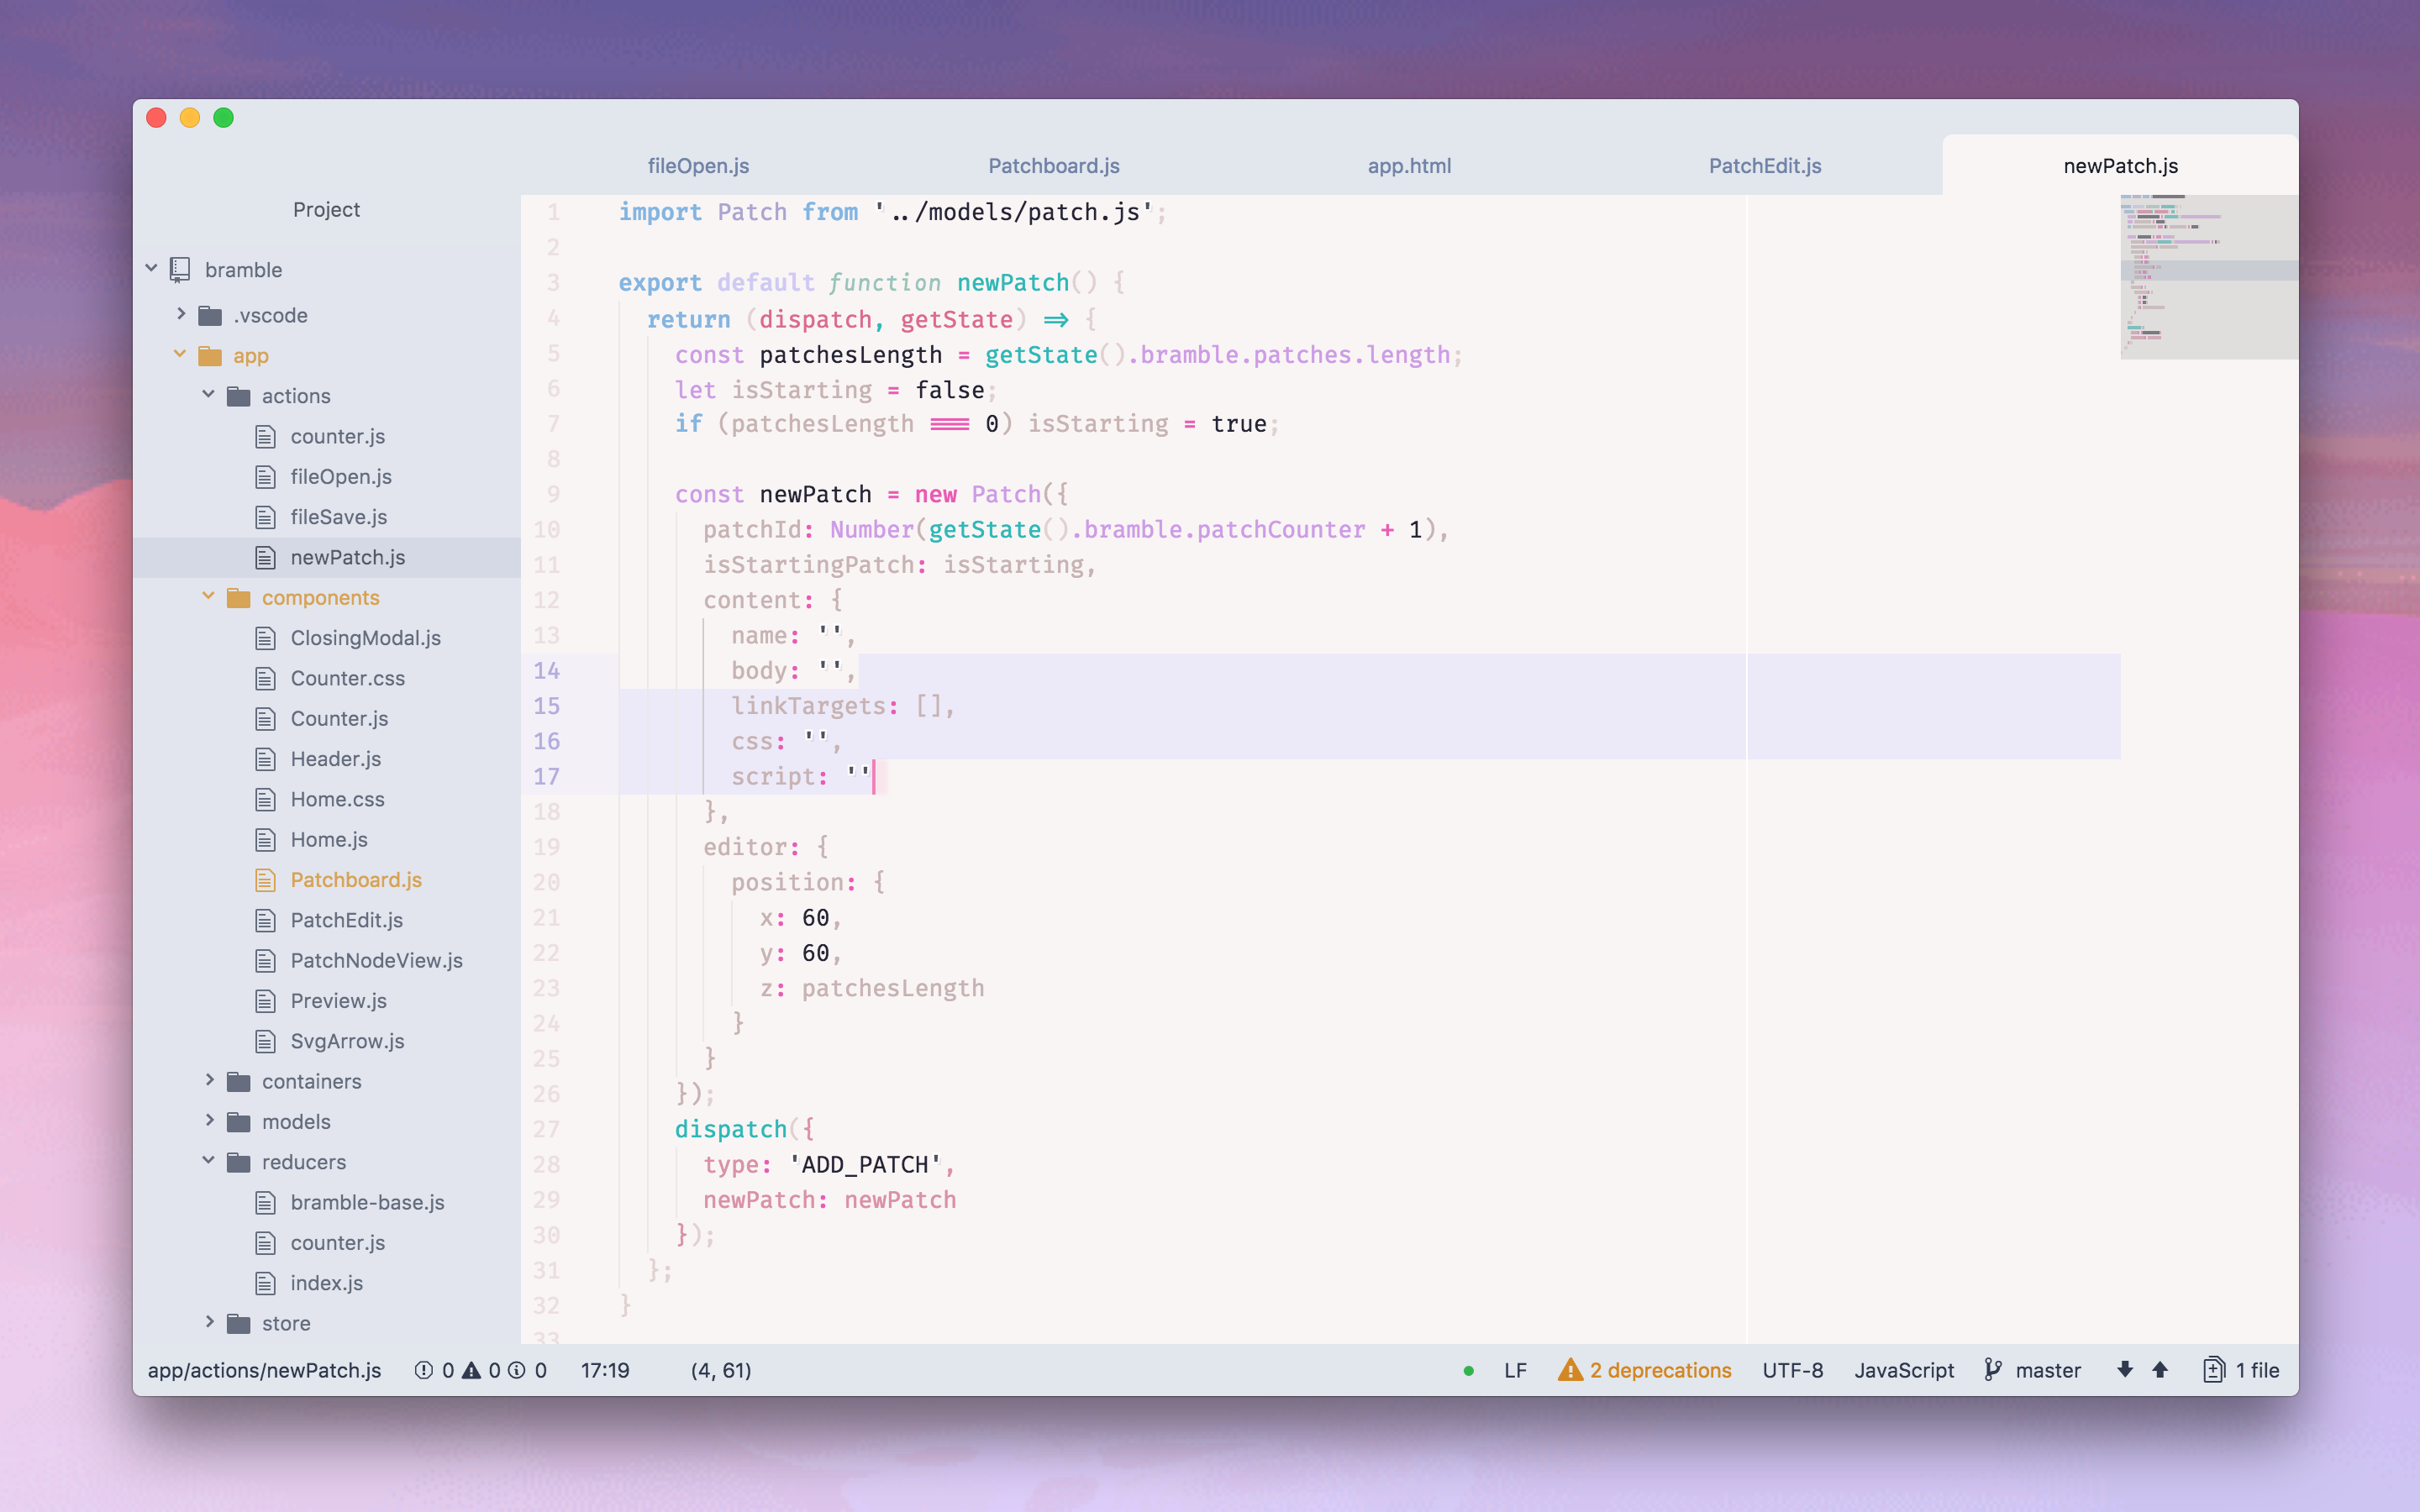 fileOpen.js
Patchboard.js
app.html
PatchEdit.js
newPatch.js
Project
bramble
.vscode
app
actions
counter.js
fileOpen.js
fileSave.js
newPatch.js
components
ClosingModal.js
Counter.css
Counter.js
Header.js
Home.css
Home.js
Patchboard.js
PatchEdit.js
PatchNodeView.js
Preview.js
SvgArrow.js
containers
models
reducers
bramble-base.js
counter.js
index.js
store
1 import Patch from '../models/patch.js';
2
3 export default function newPatch() {
4 return (dispatch, getState) => {
5 const patchesLength = getState().bramble.patches.length;
6 let isStarting = false;
7 if (patchesLength === 0) isStarting = true;
8
9 const newPatch = new Patch({
10 patchId: Number(getState().bramble.patchCounter + 1),
11 isStartingPatch: isStarting,
12 content: {
13 name: '',
14 body: '',
15 linkTargets: [],
16 css: '',
17 script: ''
18 },
19 editor: {
20 position: {
21 x: 60,
22 y: 60,
23 z: patchesLength
24 }
25 }
26 });
27 dispatch({
28 type: 'ADD_PATCH',
29 newPatch: newPatch
30 });
31 };
32 }
33
app/actions/newPatch.js 0 0 0 17:19 (4, 61) LF 2 deprecations UTF-8 JavaScript master 1 file